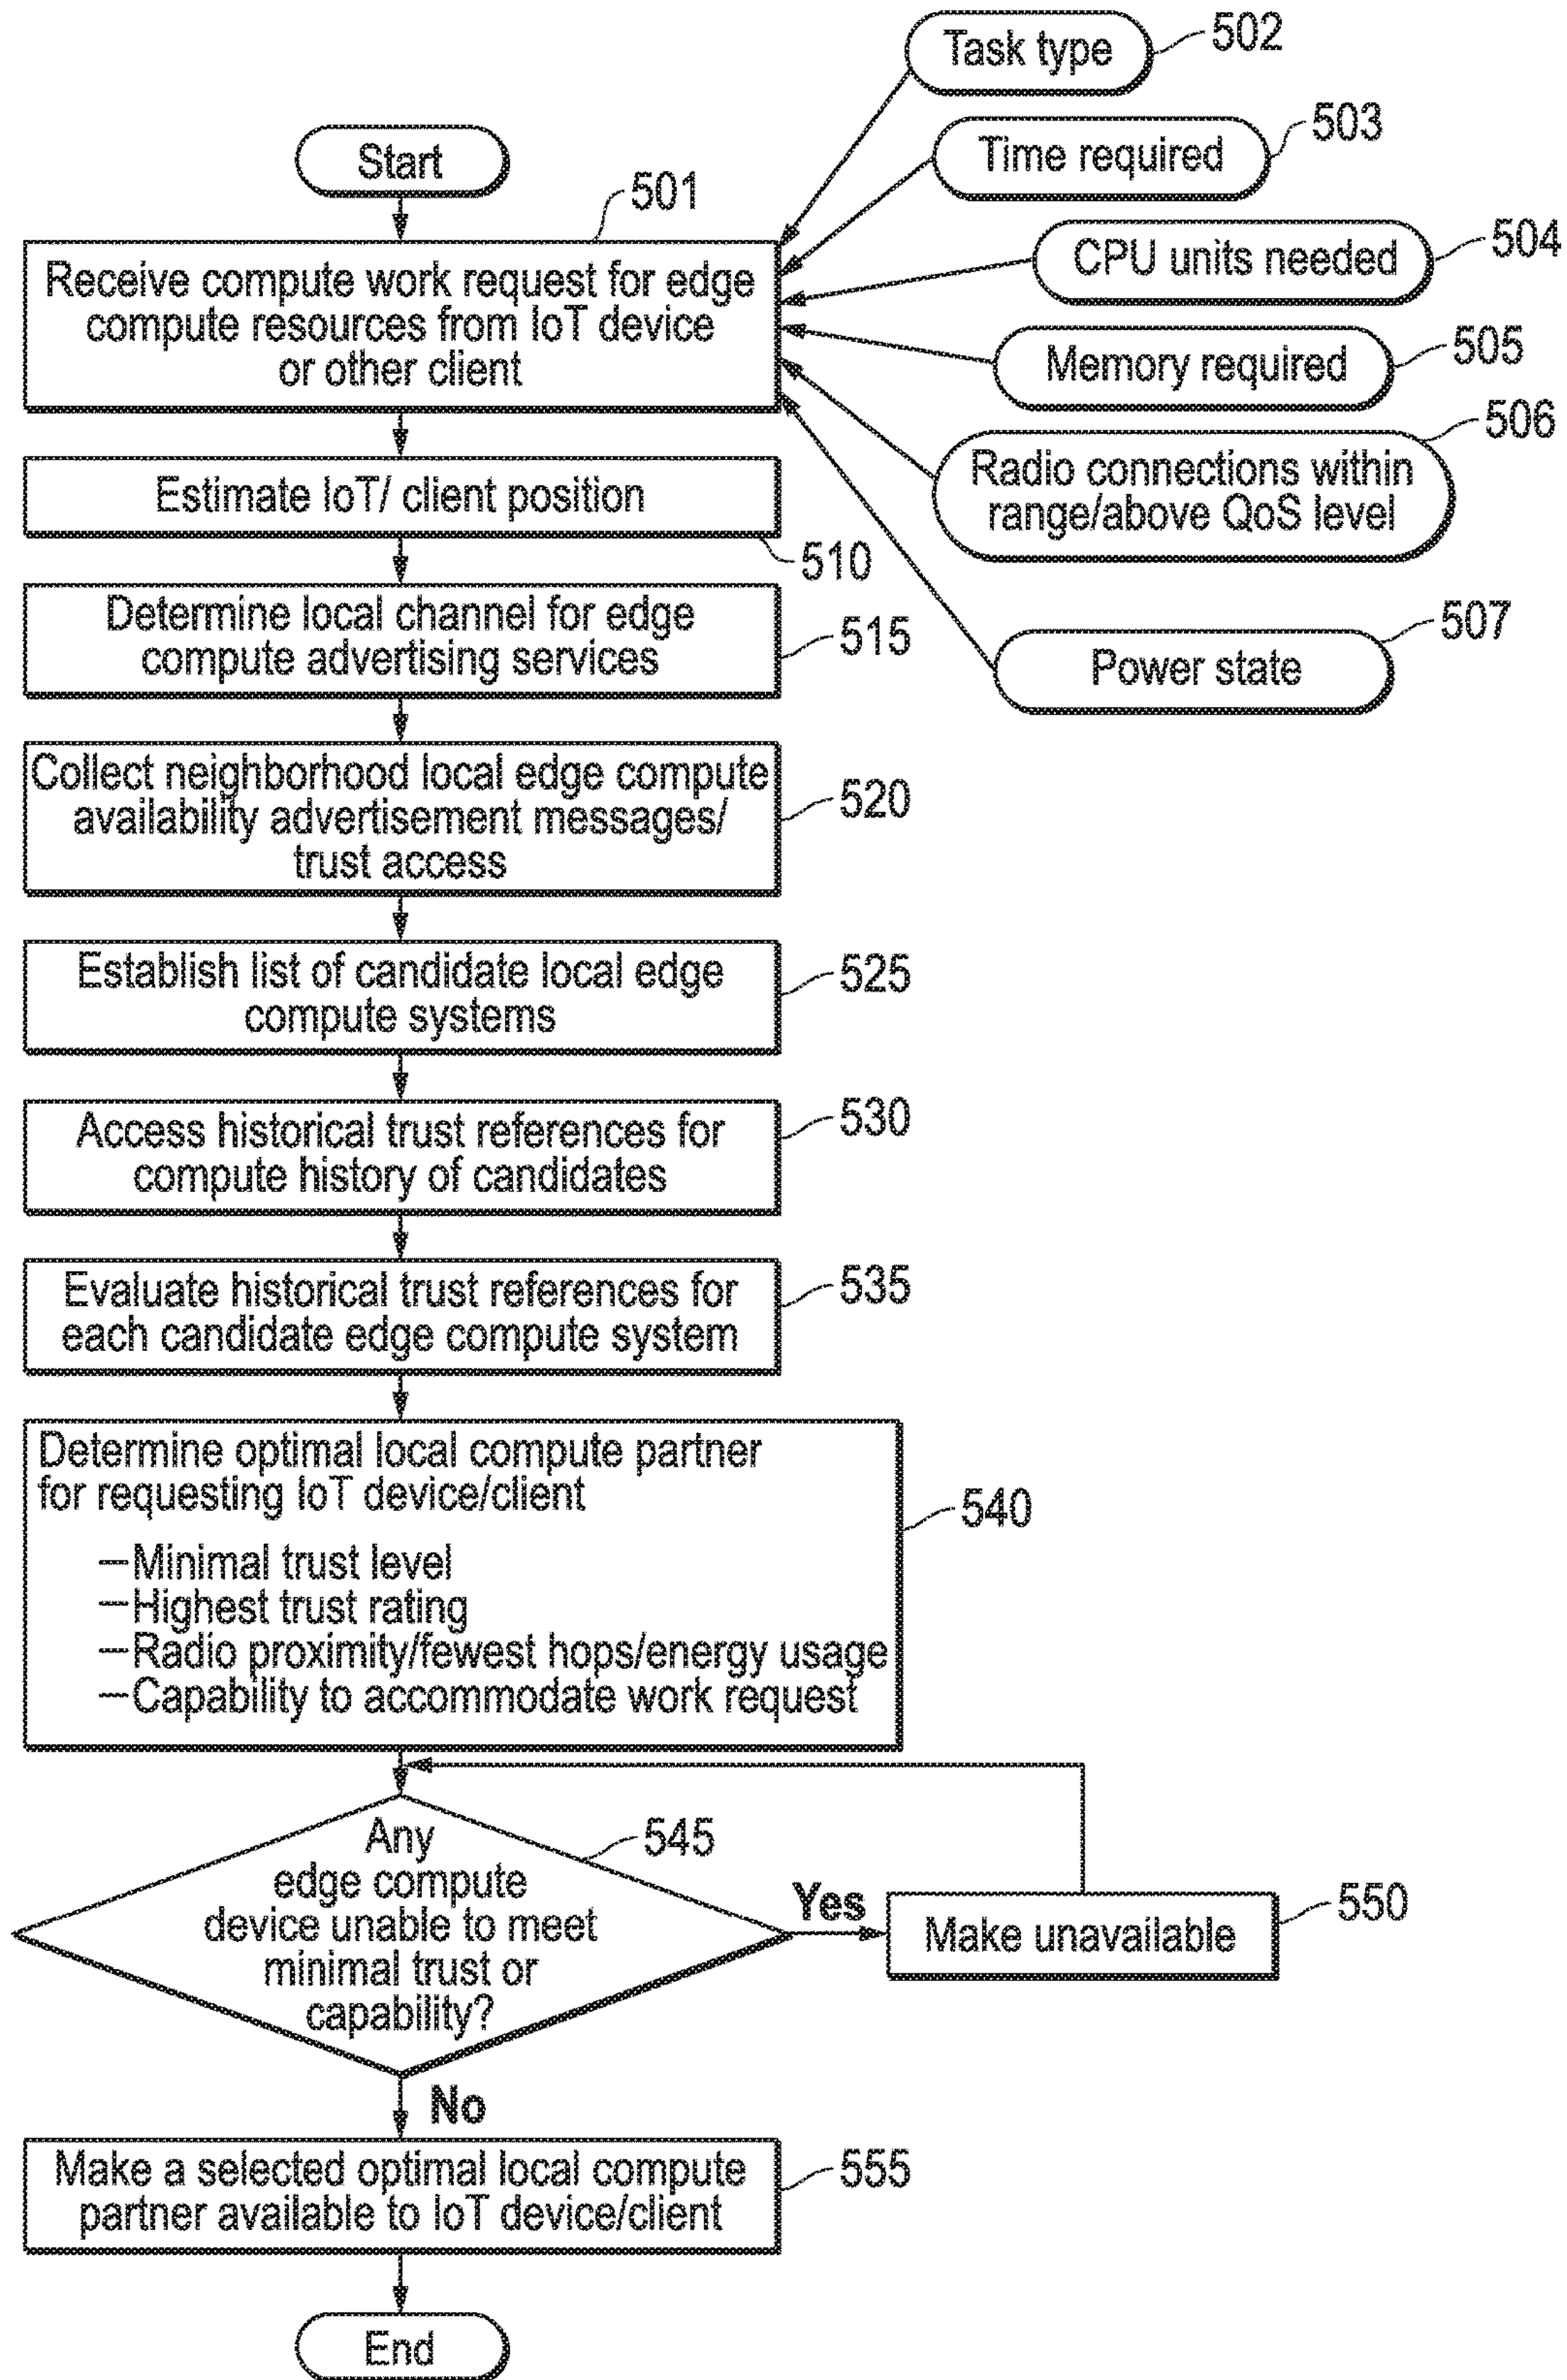 Task type
502
Start
Time required
503
501
Receive compute work request for edge
compute resources from IoT device
or other client
CPU units needed
504
Memory required
505
506
Radio connections within
range/above QoS level
Estimate IoT/ client position
510
Determine local channel for edge
compute advertising services
515
507
Power state
Collect neighborhood local edge compute
availability advertisement messages/
trust access
520
Establish list of candidate local edge
compute systems
525
Access historical trust references for
compute history of candidates
530
Evaluate historical trust references for
each candidate edge compute system
535
Determine optimal local compute partner
for requesting IoT device/client
—Minimal trust level
—Highest trust rating
—Radio proximity/fewest hops/energy usage
—Capability to accommodate work request
540
Any
edge compute
device unable to meet
minimal trust or
capability?
545
Yes
Make unavailable
550
No
Make a selected optimal local compute
partner available to IoT device/client
555
End